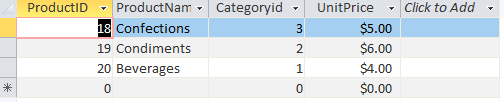 ProductID ProductNam Categoryid UnitPrice Click to Add
18 Confections 3 $5.00
19 Condiments 2 $6.00
20 Beverages 1 $4.00
* 0 0 $0.00